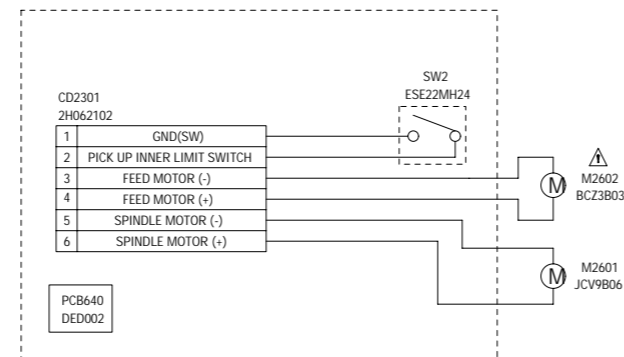 SW2
ESE22MH24
CD2301
2H062102
1 GND(SW)
2 PICK UP INNER LIMIT SWITCH
3 FEED MOTOR (-)
4 FEED MOTOR (+)
5 SPINDLE MOTOR (-)
6 SPINDLE MOTOR (+)
M
M2602
BCZ3B03
M
M2601
JCV9B06
PCB640
DED002